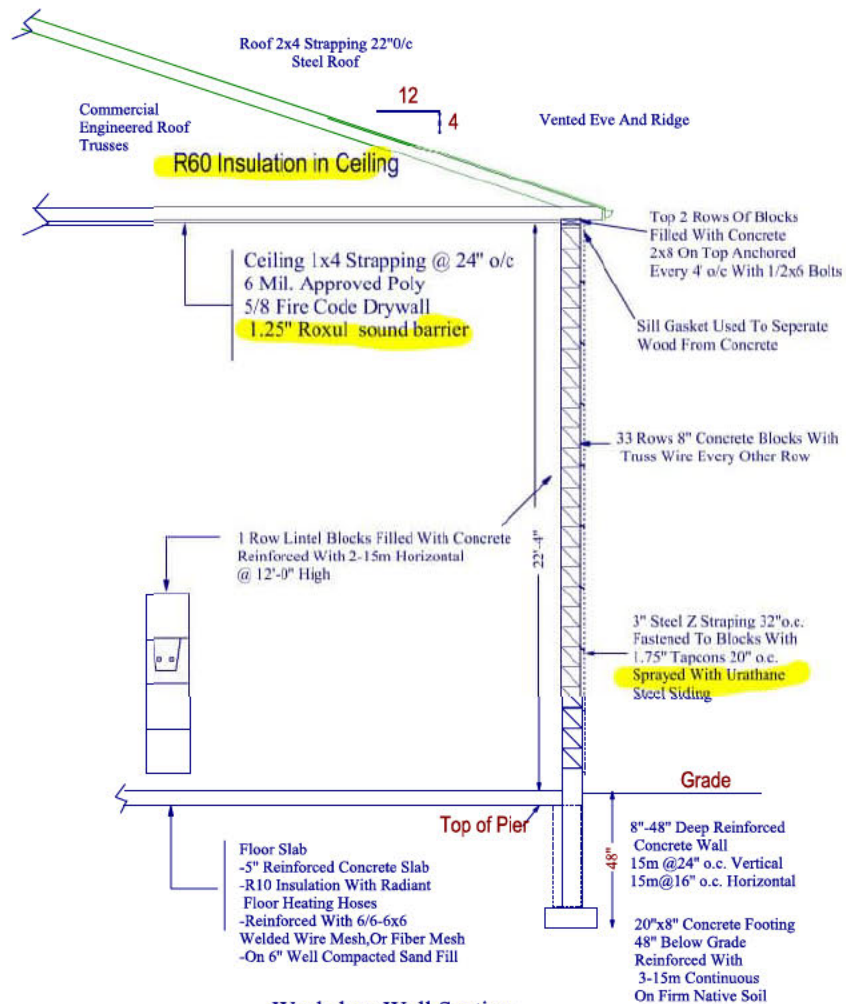 Roof 2x4 Strapping 22"0/c
Steel Roof
12
4
Commercial
Engineered Roof
Trusses
Vented Eve And Ridge
R60 Insulation in Ceiling
Top 2 Rows Of Blocks
Filled With Concrete
2x8 On Top Anchored
Every 4' o/c With 1/2x6 Bolts
Ceiling 1x4 Strapping @ 24" o/c
6 Mil. Approved Poly
5/8 Fire Code Drywall
1.25" Roxul sound barrier
Sill Gasket Used To Seperate
Wood From Concrete
33 Rows 8" Concrete Blocks With
Truss Wire Every Other Row
1 Row Lintel Blocks Filled With Concrete
Reinforced With 2-15m Horizontal
@ 12'-0" High
22'-4"
3" Steel Z Straping 32"o.c.
Fastened To Blocks With
1.75" Tapcons 20" o.c.
Sprayed With Urathane
Steel Siding
Grade
Top of Pier
48"
Floor Slab
-5" Reinforced Concrete Slab
-R10 Insulation With Radiant
Floor Heating Hoses
-Reinforced With 6/6-6x6
Welded Wire Mesh,Or Fiber Mesh
-On 6" Well Compacted Sand Fill
8"-48" Deep Reinforced
Concrete Wall
15m @24" o.c. Vertical
15m@16" o.c. Horizontal
20"x8" Concrete Footing
48" Below Grade
Reinforced With
3-15m Continuous
On Firm Native Soil